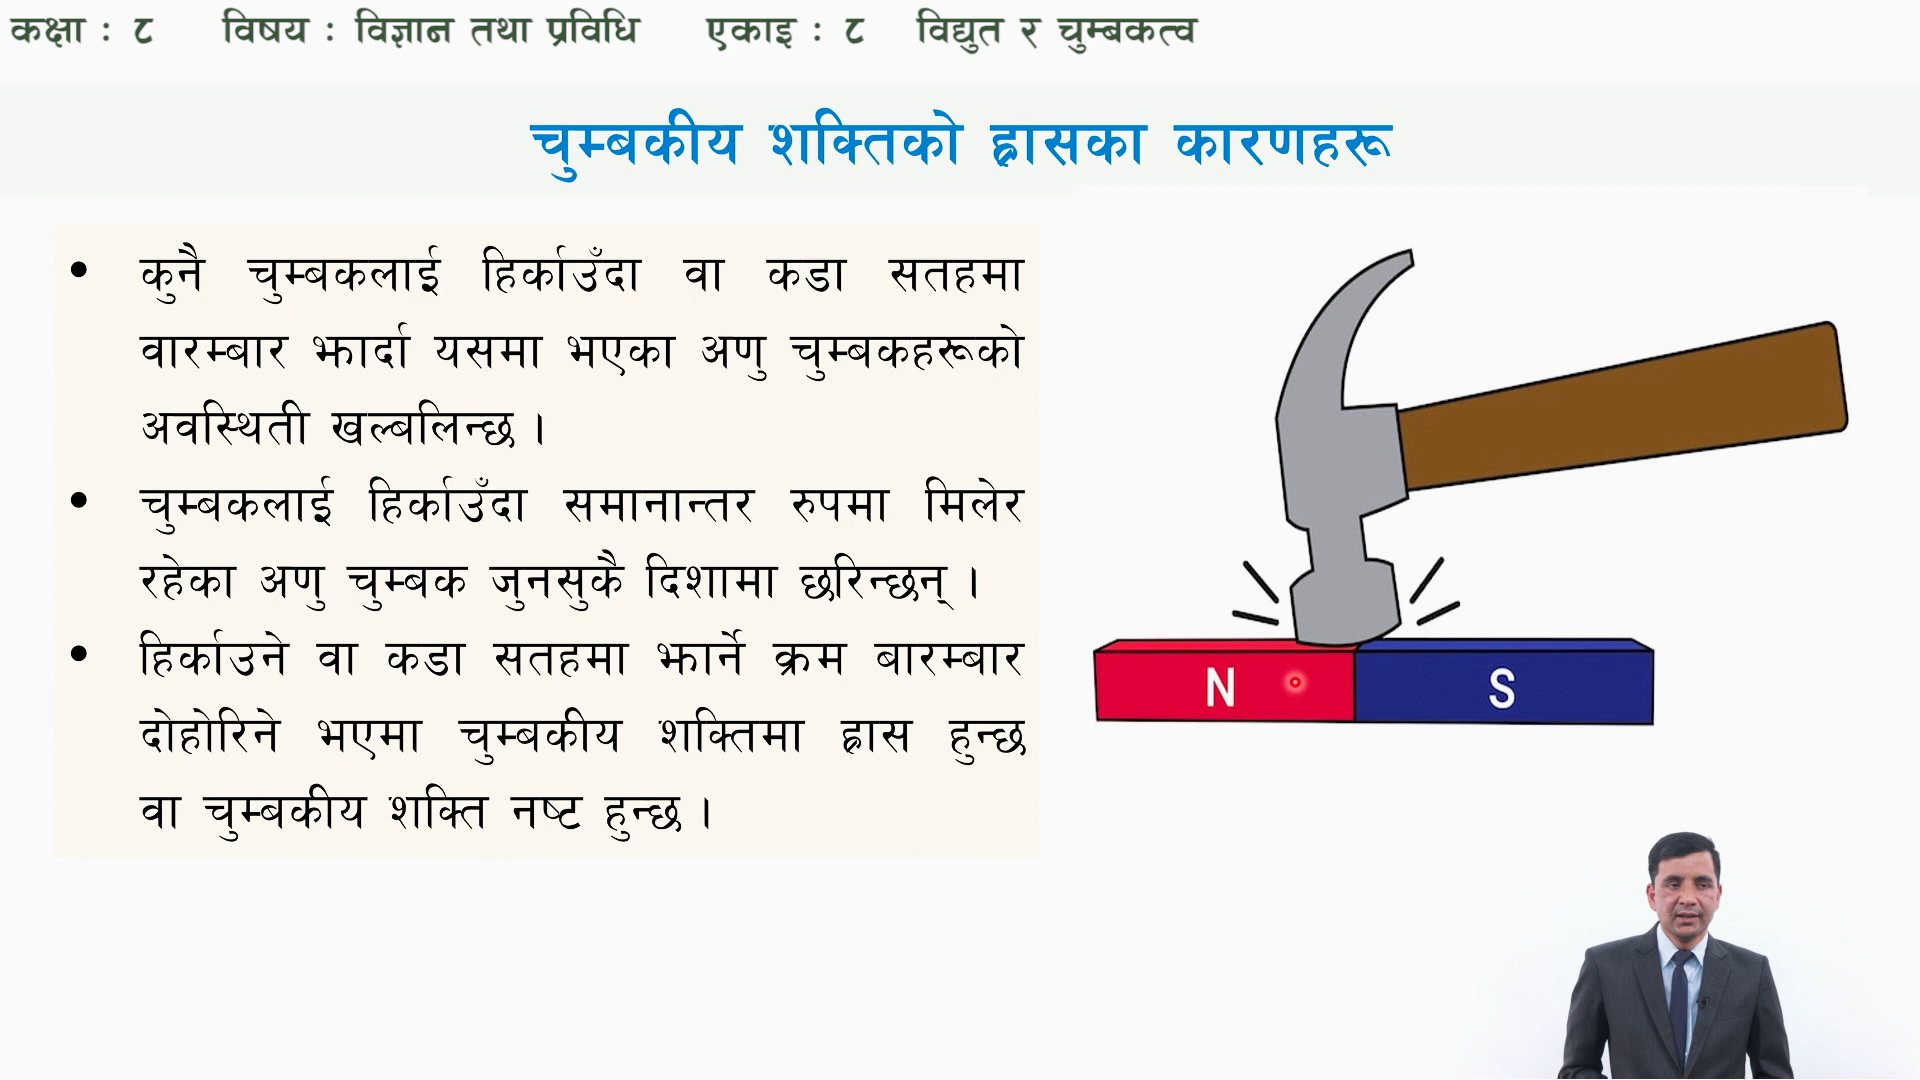 कक्षा : ८ विषय : विज्ञान तथा प्रविधि एकाइ : ८ विद्युत र चुम्बकत्व
चुम्बकीय शक्तिको ह्रासका कारणहरू
• कुनै चुम्बकलाई हिर्काउँदा वा कडा सतहमा
वारम्बार झार्दा यसमा भएका अणु चुम्बकहरूको
अवस्थिती खल्बलिन्छ ।
• चुम्बकलाई हिर्काउँदा समानान्तर रुपमा मिलेर
रहेका अणु चुम्बक जुनसुकै दिशामा छरिन्छन् ।
• हिर्काउने वा कडा सतहमा झार्ने क्रम बारम्बार
दोहोरिने भएमा चुम्बकीय शक्तिमा ह्रास हुन्छ
वा चुम्बकीय शक्ति नष्ट हुन्छ ।
N S